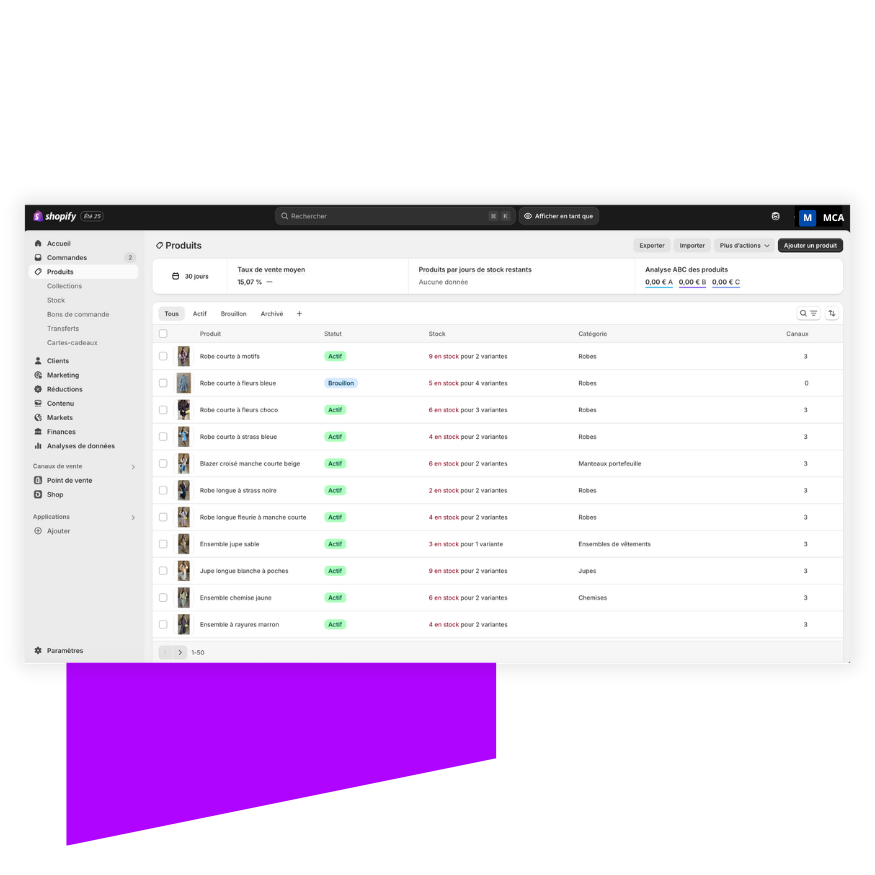 shopify Été 25 Rechercher ⌘ K Afficher en tant que M MCA
Accueil
Commandes 2
Produits
Collections
Stock
Bons de commande
Transferts
Cartes-cadeaux
Clients
Marketing
Réductions
Contenu
Markets
Finances
Analyses de données
Canaux de vente
Point de vente
Shop
Applications
Ajouter
Paramètres
Produits Exporter Importer Plus d'actions Ajouter un produit
30 jours
Taux de vente moyen
15,07 % —
Produits par jours de stock restants
Aucune donnée
Analyse ABC des produits
0,00 € A 0,00 € B 0,00 € C
Tous Actif Brouillon Archivé +
Produit Statut Stock Catégorie Canaux
Robe courte à motifs Actif 9 en stock pour 2 variantes Robes 3
Robe courte à fleurs bleue Brouillon 5 en stock pour 4 variantes Robes 0
Robe courte à fleurs choco Actif 6 en stock pour 3 variantes Robes 3
Robe courte à strass bleue Actif 4 en stock pour 2 variantes Robes 3
Blazer croisé manche courte beige Actif 6 en stock pour 2 variantes Manteaux portefeuille 3
Robe longue à strass noire Actif 2 en stock pour 2 variantes Robes 3
Robe longue fleurie à manche courte Actif 4 en stock pour 2 variantes Robes 3
Ensemble jupe sable Actif 3 en stock pour 1 variante Ensembles de vêtements 3
Jupe longue blanche à poches Actif 9 en stock pour 2 variantes Jupes 3
Ensemble chemise jaune Actif 6 en stock pour 2 variantes Chemises 3
Ensemble à rayures marron Actif 4 en stock pour 2 variantes 3
1-50